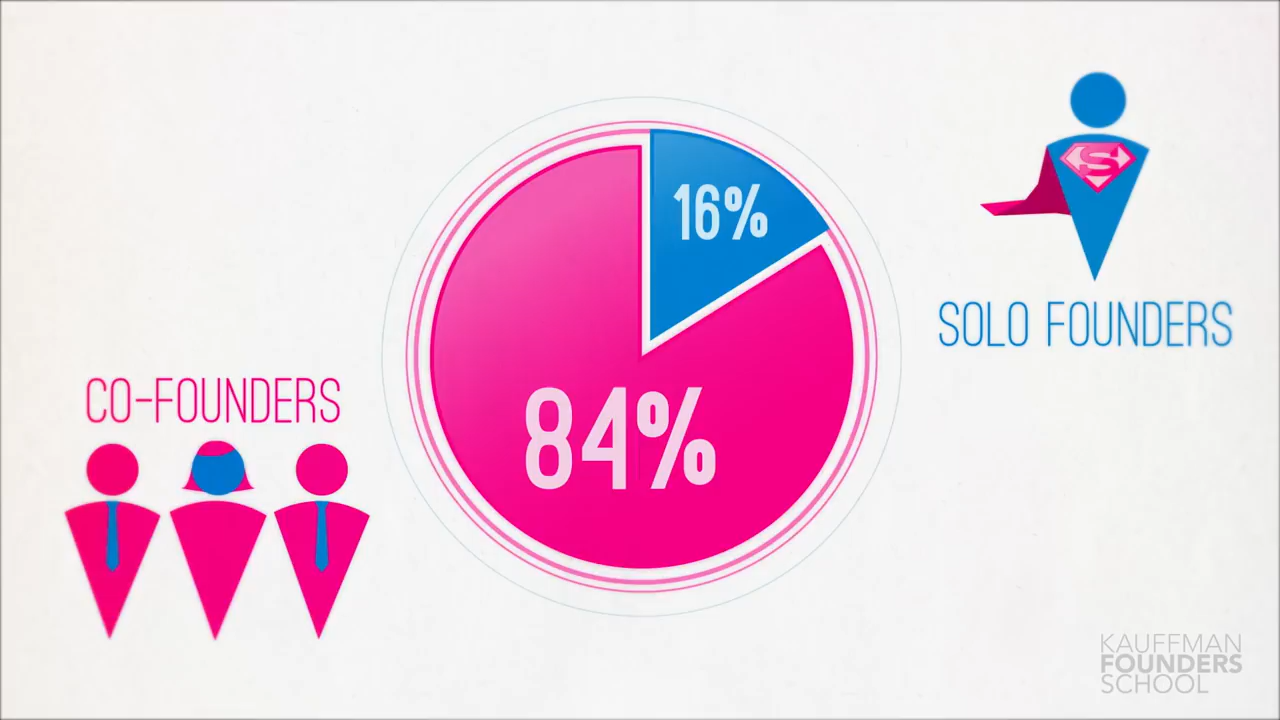 16%
SOLO FOUNDERS
S
CO-FOUNDERS
84%
KAUFFMAN
FOUNDERS
SCHOOL